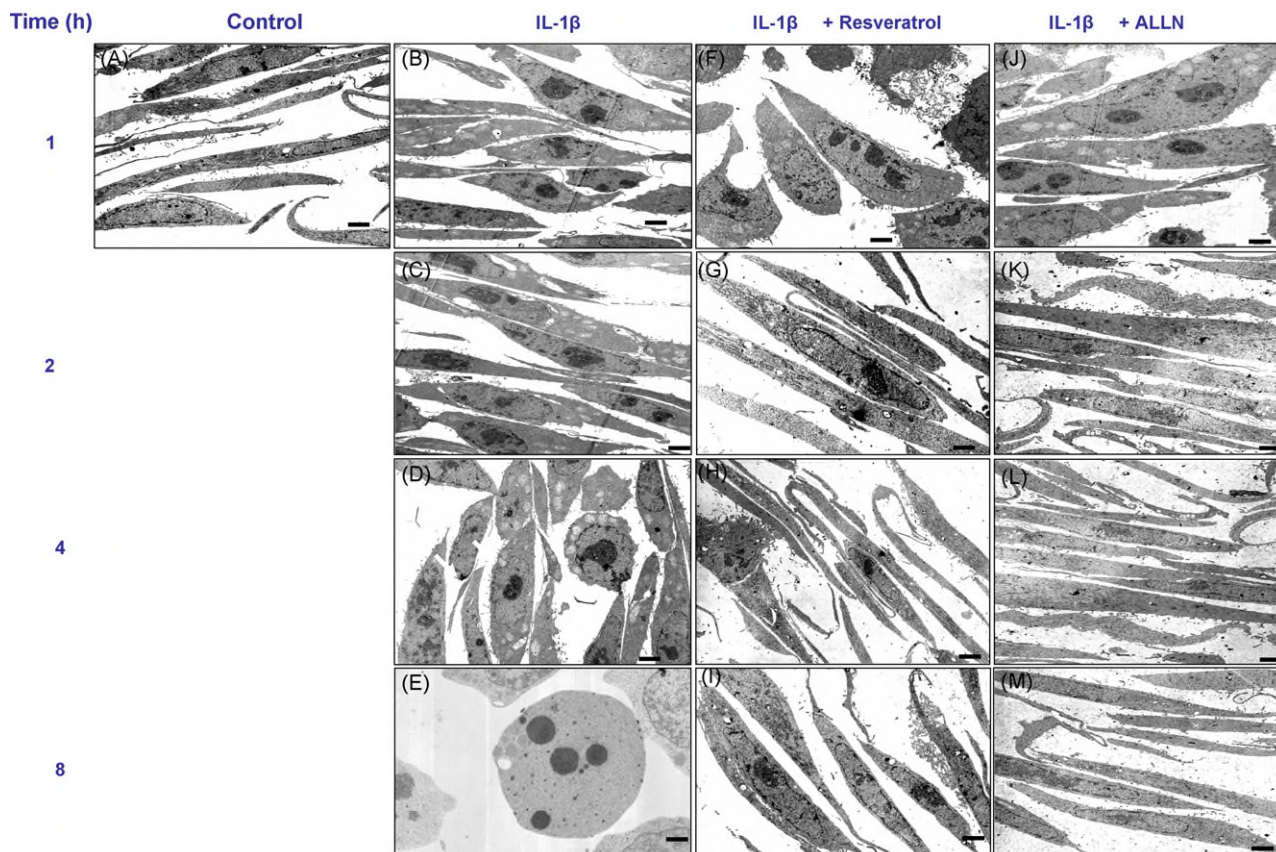 Time (h) Control IL-1β IL-1β + Resveratrol IL-1β + ALLN
1 (A) (B) (F) (J)
2 (C) (G) (K)
4 (D) (H) (L)
8 (E) (I) (M)